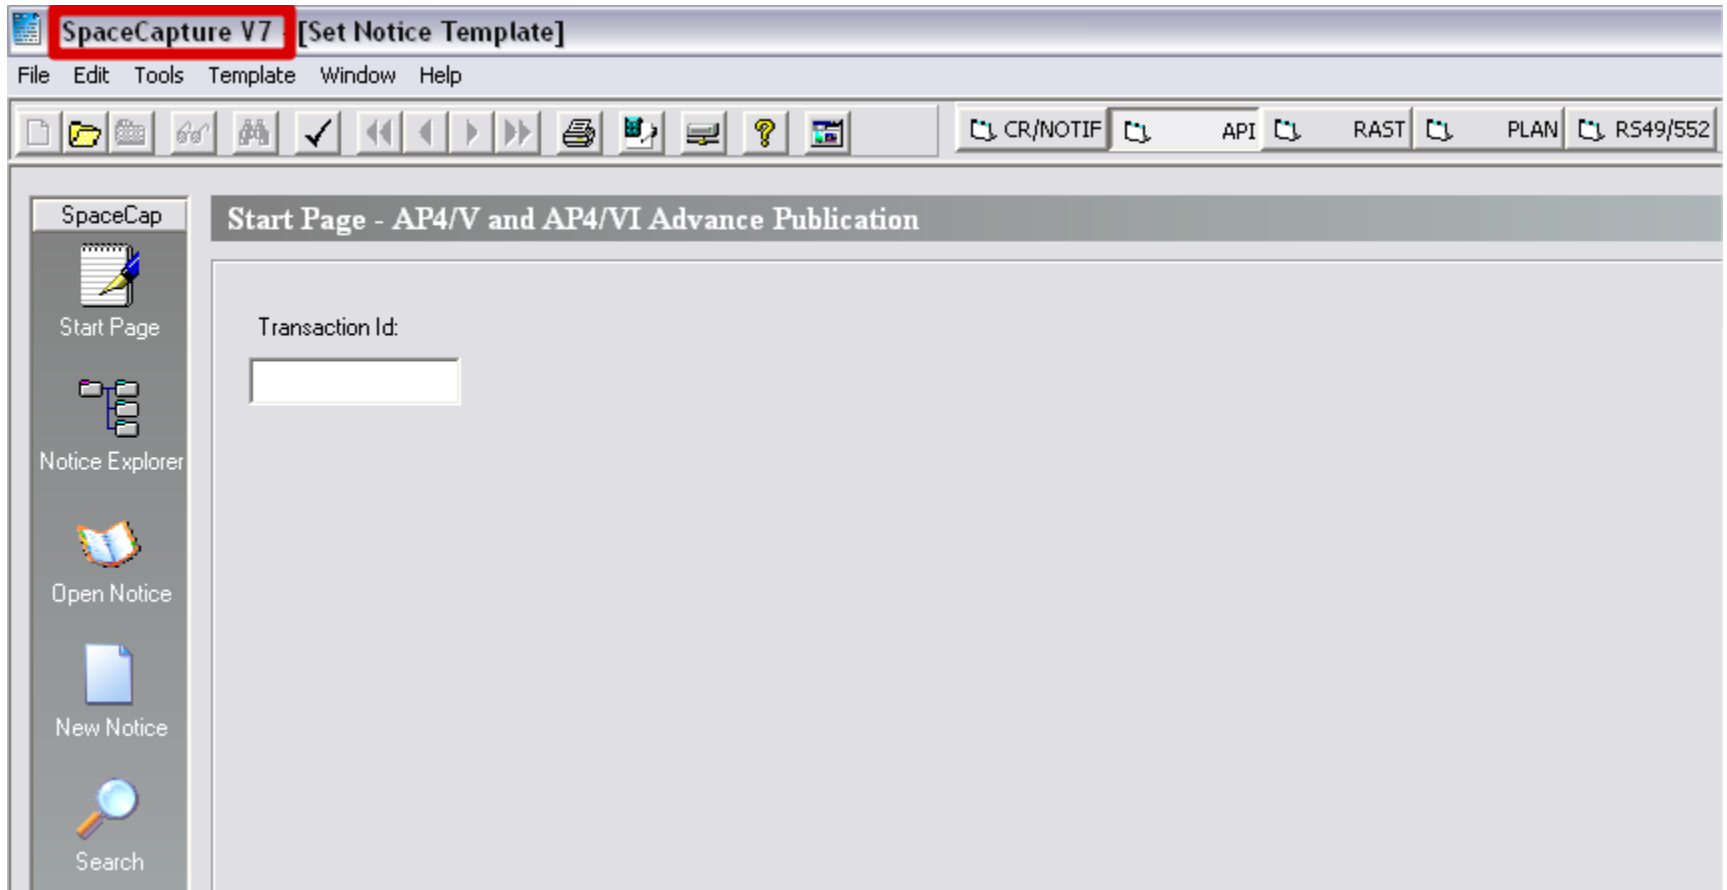 SpaceCapture V7 - [Set Notice Template]
File Edit Tools Template Window Help
CR/NOTIF API RAST PLAN RS49/552
SpaceCap
Start Page - AP4/V and AP4/VI Advance Publication
Start Page
Transaction Id:
Notice Explorer
Open Notice
New Notice
Search